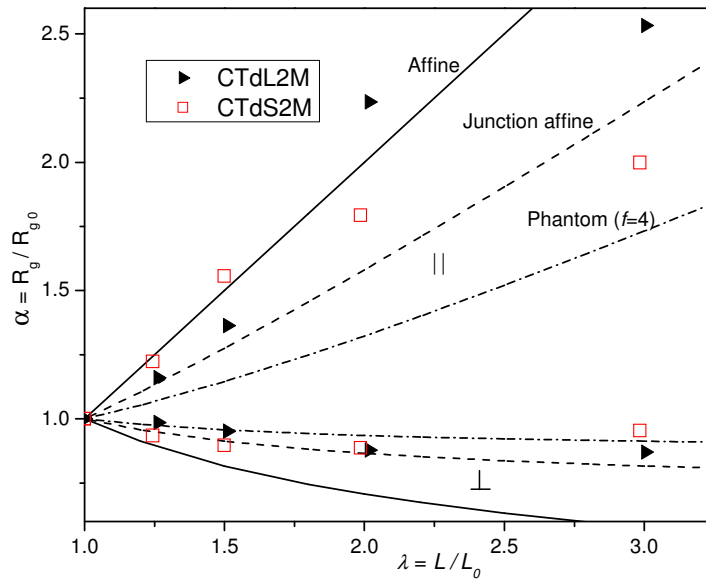 2.5
2.0
1.5
1.0
α = R_g / R_g0
CTdL2M
CTdS2M
Affine
Junction affine
Phantom (f=4)
||
⊥
1.0 1.5 2.0 2.5 3.0
λ = L/L_0